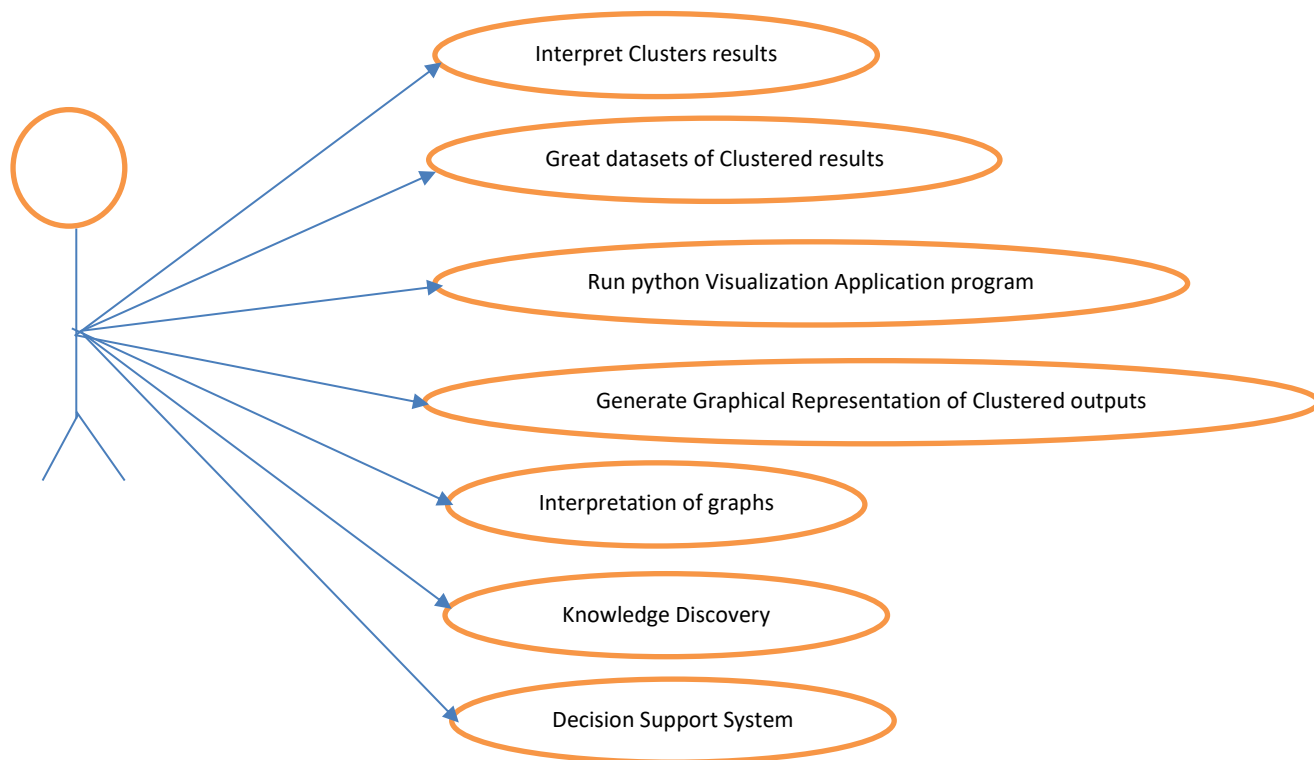 Interpret Clusters results
Great datasets of Clustered results
Run python Visualization Application program
Generate Graphical Representation of Clustered outputs
Interpretation of graphs
Knowledge Discovery
Decision Support System